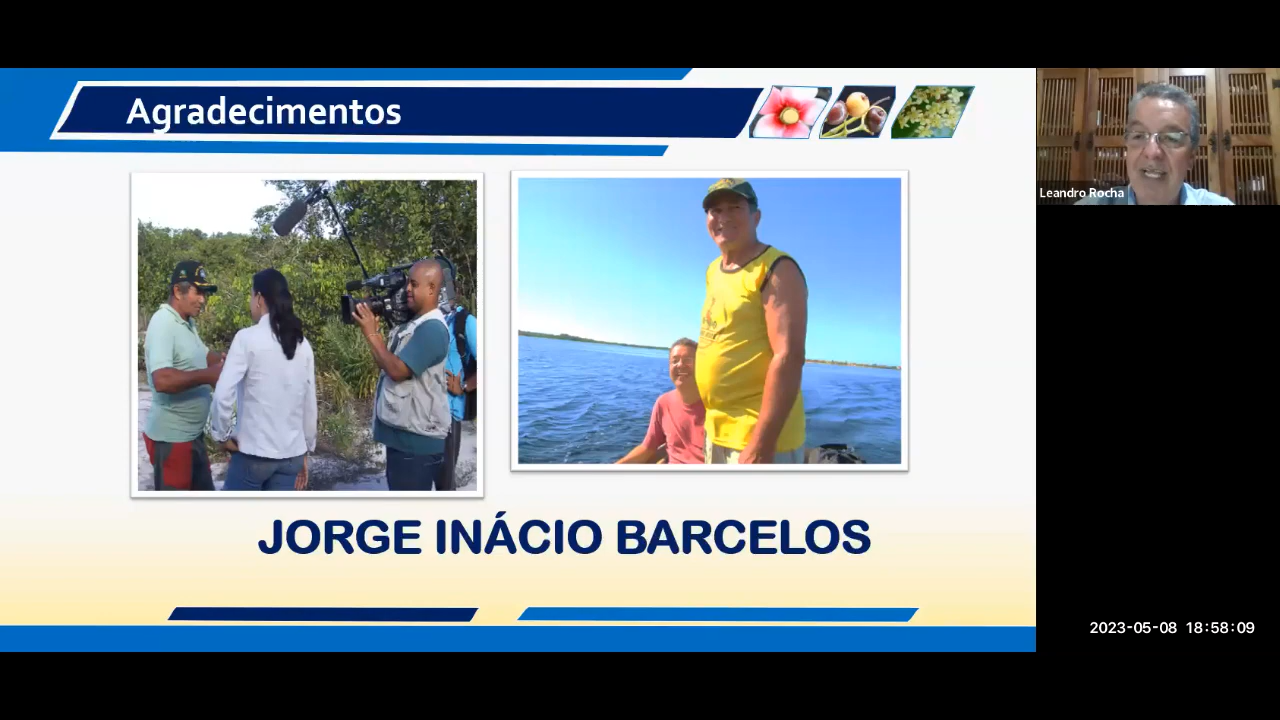 Agradecimentos
Leandro Rocha
JORGE INÁCIO BARCELOS
2023-05-08 18:58:09